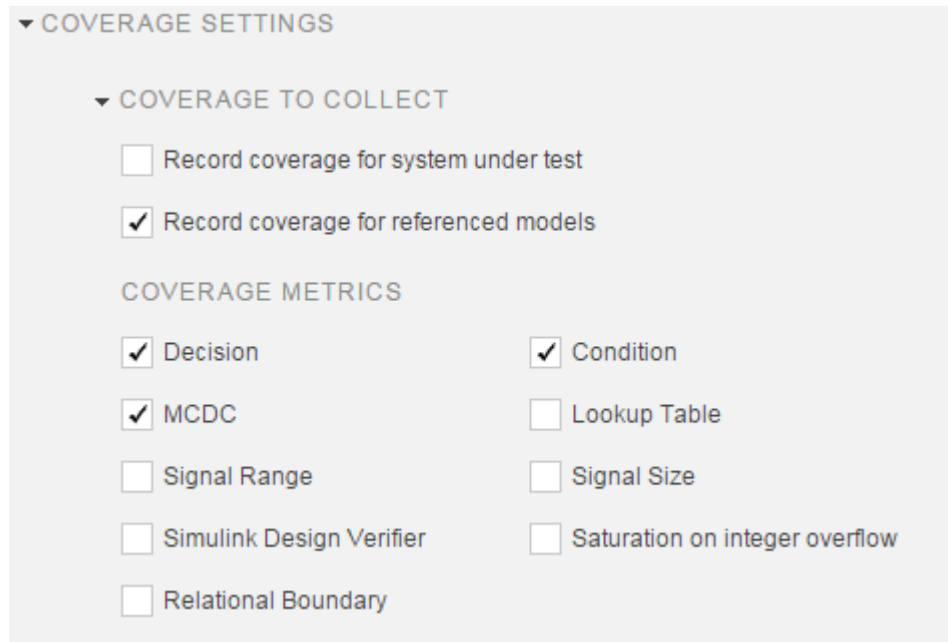 COVERAGE SETTINGS
COVERAGE TO COLLECT
Record coverage for system under test
Record coverage for referenced models
COVERAGE METRICS
Decision
Condition
MCDC
Lookup Table
Signal Range
Signal Size
Simulink Design Verifier
Saturation on integer overflow
Relational Boundary